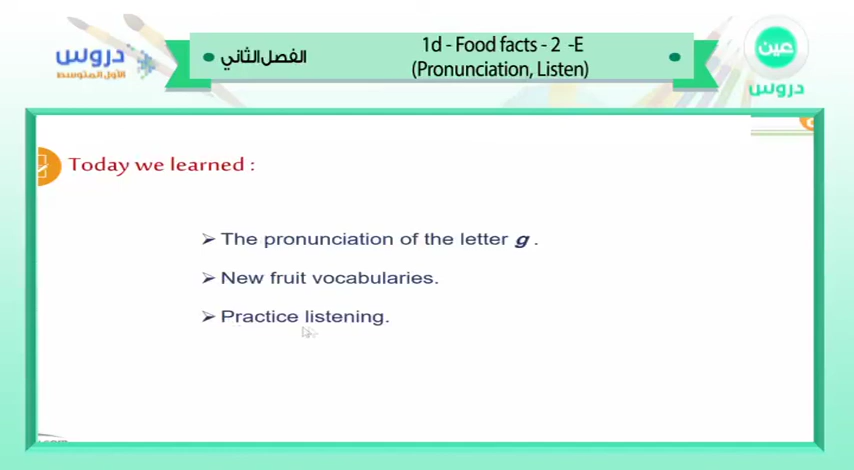 دروس
الأول المتوسط
الفصل الثاني
1d - Food facts - 2 -E
(Pronunciation, Listen)
عين
دروس
Today we learned :
➢ The pronunciation of the letter g .
➢ New fruit vocabularies.
➢ Practice listening.